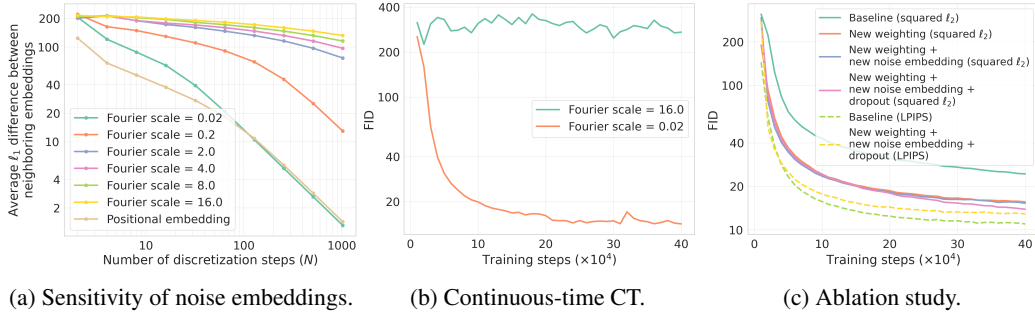 Average ℓ1 difference between
neighboring embeddings
200
100
40
20
10
4
2
Fourier scale = 0.02
Fourier scale = 0.2
Fourier scale = 2.0
Fourier scale = 4.0
Fourier scale = 8.0
Fourier scale = 16.0
Positional embedding
10
100
1000
Number of discretization steps (N)
(a) Sensitivity of noise embeddings.
FID
400
200
100
40
20
Fourier scale = 16.0
Fourier scale = 0.02
0
10
20
30
40
Training steps (×10⁴)
(b) Continuous-time CT.
FID
200
100
40
20
10
Baseline (squared ℓ2)
New weighting (squared ℓ2)
New weighting +
new noise embedding (squared ℓ2)
New weighting +
new noise embedding +
dropout (squared ℓ2)
Baseline (LPIPS)
New weighting +
new noise embedding +
dropout (LPIPS)
0
10
20
30
40
Training steps (×10⁴)
(c) Ablation study.